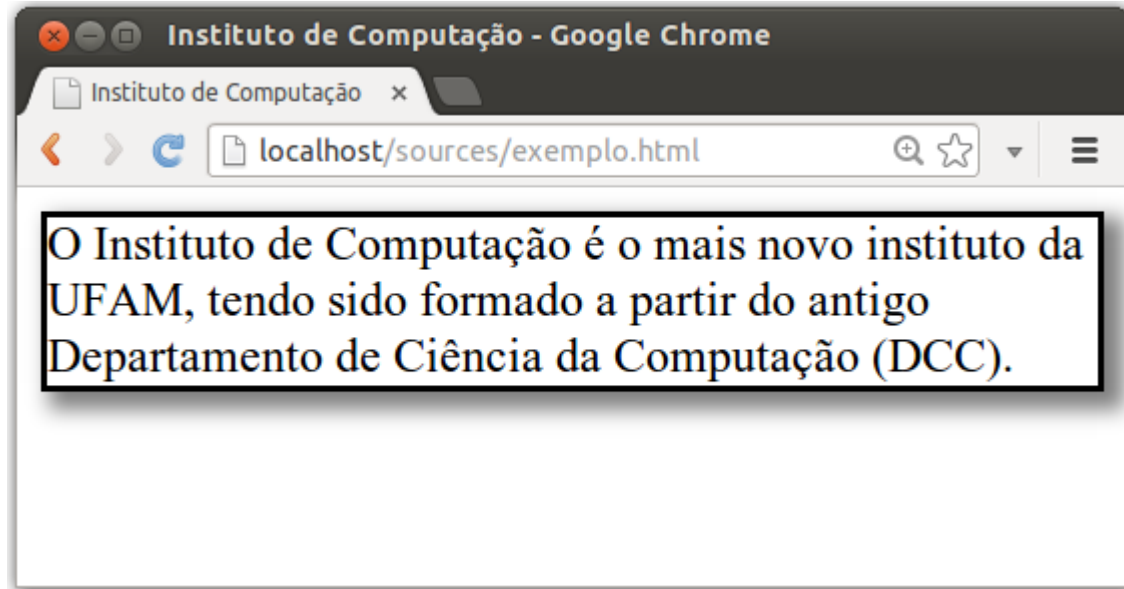 Instituto de Computação - Google Chrome
Instituto de Computação
localhost/sources/exemplo.html
O Instituto de Computação é o mais novo instituto da
UFAM, tendo sido formado a partir do antigo
Departamento de Ciência da Computação (DCC).